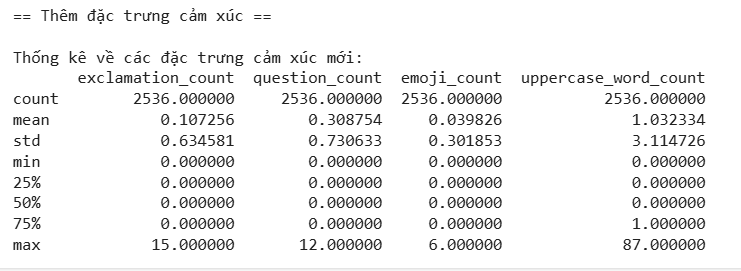 == Thêm đặc trưng cảm xúc ==
Thống kê về các đặc trưng cảm xúc mới:
exclamation_count question_count emoji_count uppercase_word_count
count 2536.000000 2536.000000 2536.000000 2536.000000
mean 0.107256 0.308754 0.039826 1.032334
std 0.634581 0.730633 0.301853 3.114726
min 0.000000 0.000000 0.000000 0.000000
25% 0.000000 0.000000 0.000000 0.000000
50% 0.000000 0.000000 0.000000 0.000000
75% 0.000000 0.000000 0.000000 1.000000
max 15.000000 12.000000 6.000000 87.000000